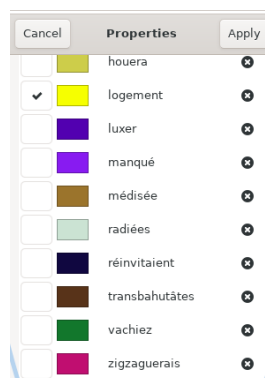 Cancel Properties Apply
houera
logement
luxer
manqué
médisée
radiées
réinvitaient
transbahutâtes
vachiez
zigzaguerais